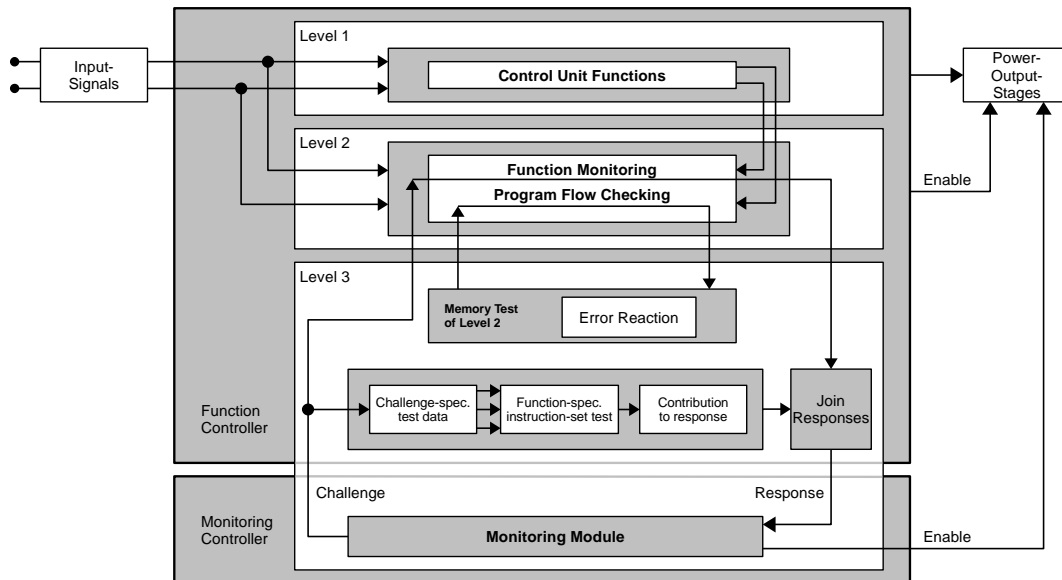 Level 1
Input-
Signals
Control Unit Functions
Power-
Output-
Stages
Level 2
Function Monitoring
Program Flow Checking
Enable
Level 3
Memory Test
of Level 2
Error Reaction
Function
Controller
Challenge-spec.
test data
Function-spec.
instruction-set test
Contribution
to response
Join
Responses
Challenge
Response
Monitoring
Controller
Monitoring Module
Enable